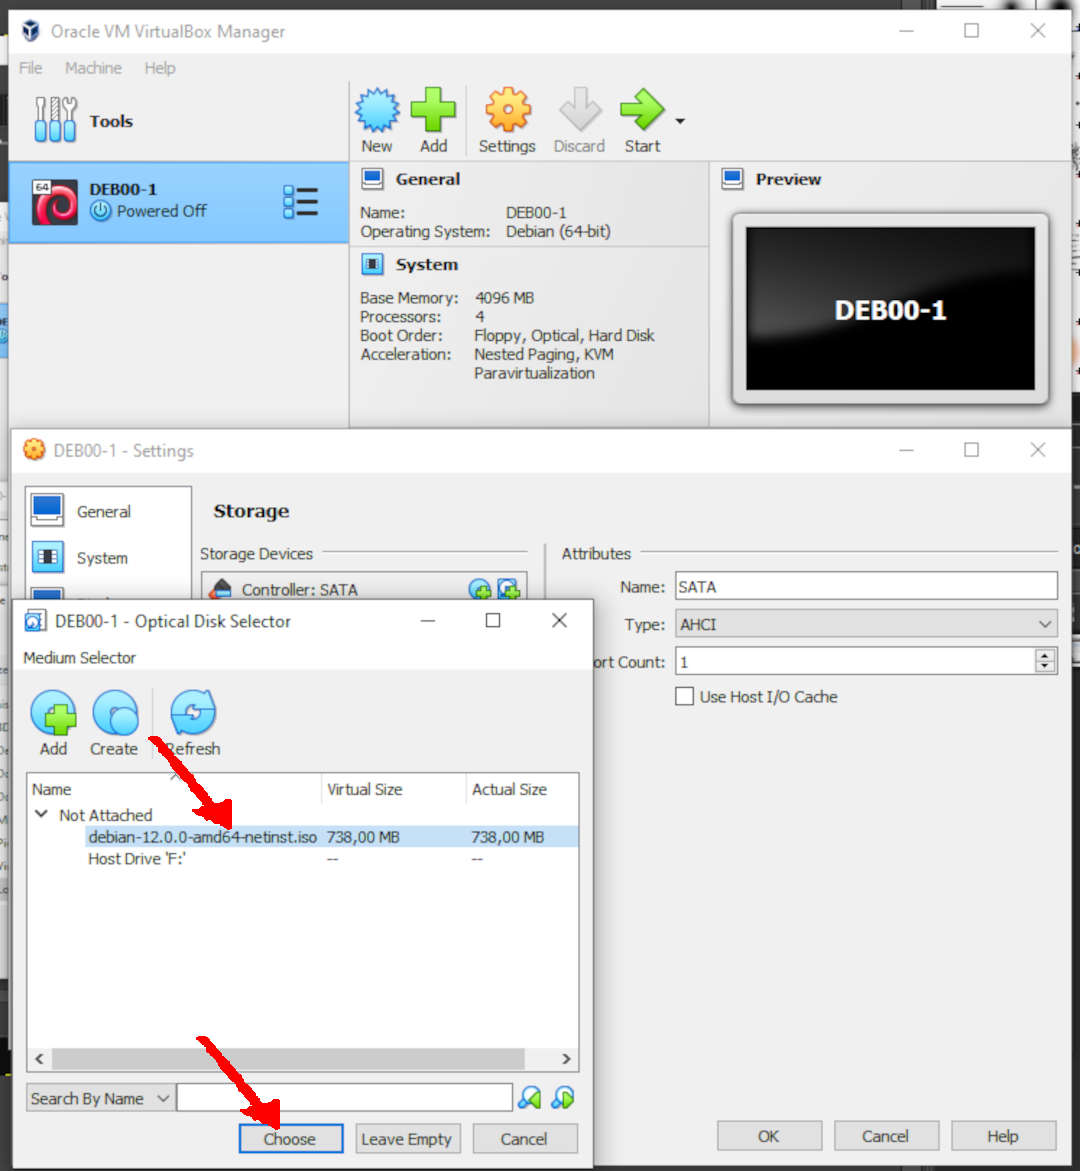 Oracle VM VirtualBox Manager
File Machine Help
Tools
New Add Settings Discard Start
64
DEB00-1
Powered Off
General
Name: DEB00-1
Operating System: Debian (64-bit)
System
Base Memory: 4096 MB
Processors: 4
Boot Order: Floppy, Optical, Hard Disk
Acceleration: Nested Paging, KVM
Paravirtualization
Preview
DEB00-1
DEB00-1 - Settings
General
System
Storage
Storage Devices
Controller: SATA
Attributes
Name: SATA
Type: AHCI
ort Count: 1
Use Host I/O Cache
DEB00-1 - Optical Disk Selector
Medium Selector
Add Create Refresh
Name Virtual Size Actual Size
Not Attached
debian-12.0.0-amd64-netinst.iso 738,00 MB 738,00 MB
Host Drive 'F:' -- --
Search By Name
Choose Leave Empty Cancel
OK Cancel Help